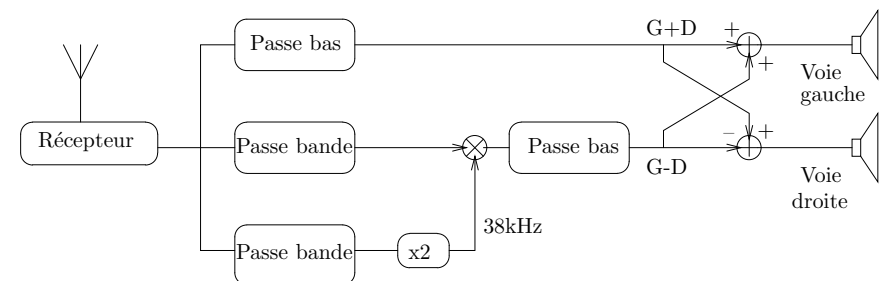 G+D
+
Passe bas
+
Voie
gauche
Récepteur
Passe bande
Passe bas
–
+
G-D
Voie
droite
38kHz
Passe bande
x2